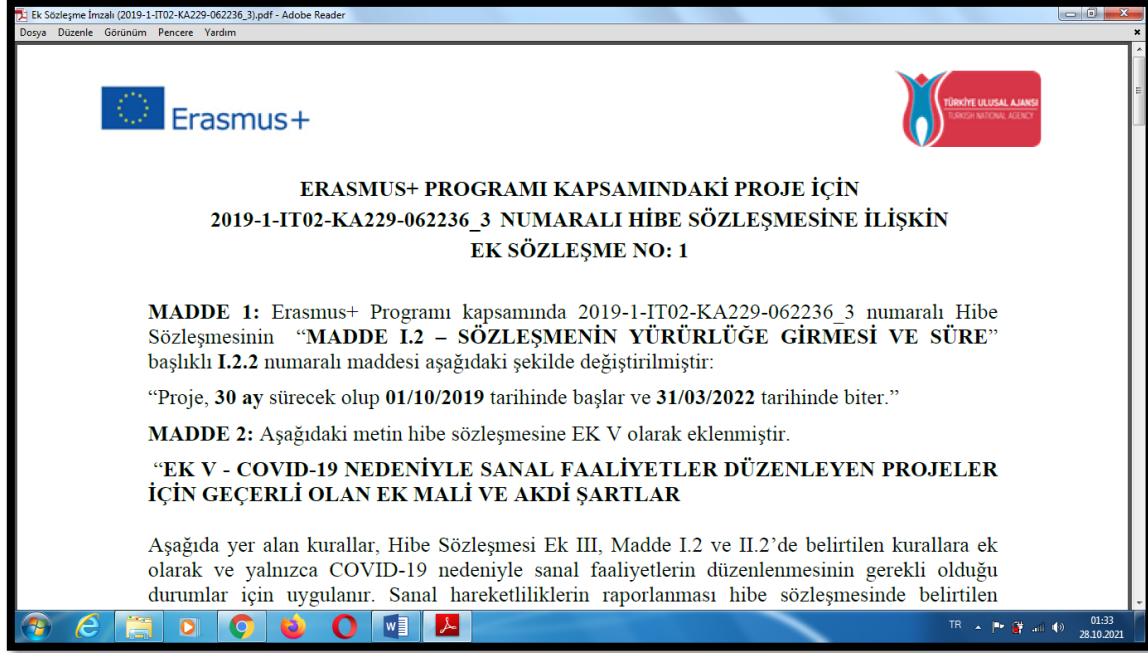 Ek Sözleşme İmzalı (2019-1-IT02-KA229-062236_3).pdf - Adobe Reader
Dosya Düzenle Görünüm Pencere Yardım
Erasmus+
TÜRKİYE ULUSAL AJANSI
TURKISH NATIONAL AGENCY
ERASMUS+ PROGRAMI KAPSAMINDAKİ PROJE İÇİN
2019-1-IT02-KA229-062236_3 NUMARALI HİBE SÖZLEŞMESİNE İLİŞKİN
EK SÖZLEŞME NO: 1
MADDE 1: Erasmus+ Programı kapsamında 2019-1-IT02-KA229-062236_3 numaralı Hibe
Sözleşmesinin “MADDE I.2 – SÖZLEŞMENİN YÜRÜRLÜĞE GİRMESİ VE SÜRE”
başlıklı I.2.2 numaralı maddesi aşağıdaki şekilde değiştirilmiştir:
“Proje, 30 ay sürecek olup 01/10/2019 tarihinde başlar ve 31/03/2022 tarihinde biter.”
MADDE 2: Aşağıdaki metin hibe sözleşmesine EK V olarak eklenmiştir.
“EK V - COVID-19 NEDENİYLE SANAL FAALİYETLER DÜZENLEYEN PROJELER
İÇİN GEÇERLİ OLAN EK MALİ VE AKDİ ŞARTLAR
Aşağıda yer alan kurallar, Hibe Sözleşmesi Ek III, Madde I.2 ve II.2’de belirtilen kurallara ek
olarak ve yalnızca COVID-19 nedeniyle sanal faaliyetlerin düzenlenmesinin gerekli olduğu
durumlar için uygulanır. Sanal hareketliliklerin raporlanması hibe sözleşmesinde belirtilen
TR
01:33
28.10.2021